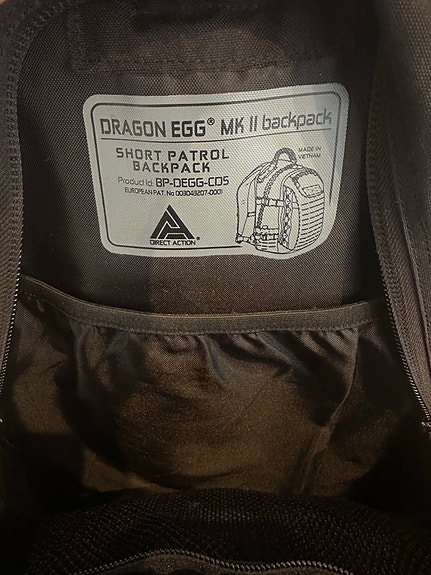 DRAGON EGG® MK II backpack
SHORT PATROL
BACKPACK
Product id: BP-DEGG-CD5
EUROPEAN PAT. No 003043207-0001
MADE IN
VIETNAM
DIRECT ACTION®